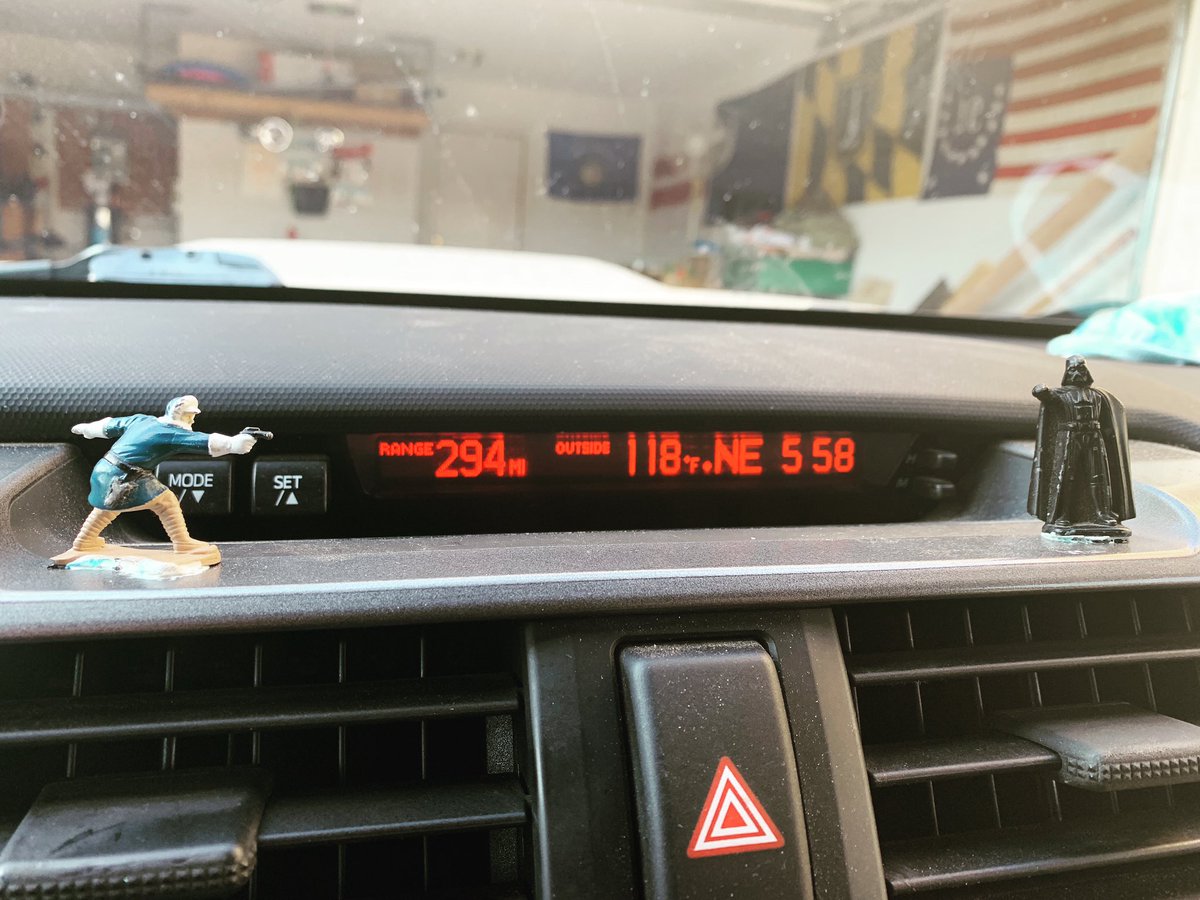 MODE
/▼
SET
/▲
RANGE 294 MI OUTSIDE 118°F NE 5 58
H
M